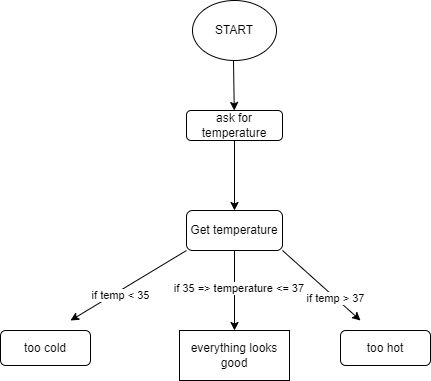 START
ask for
temperature
Get temperature
if temp < 35
if 35 => temperature <= 37
if temp > 37
too cold
everything looks
good
too hot